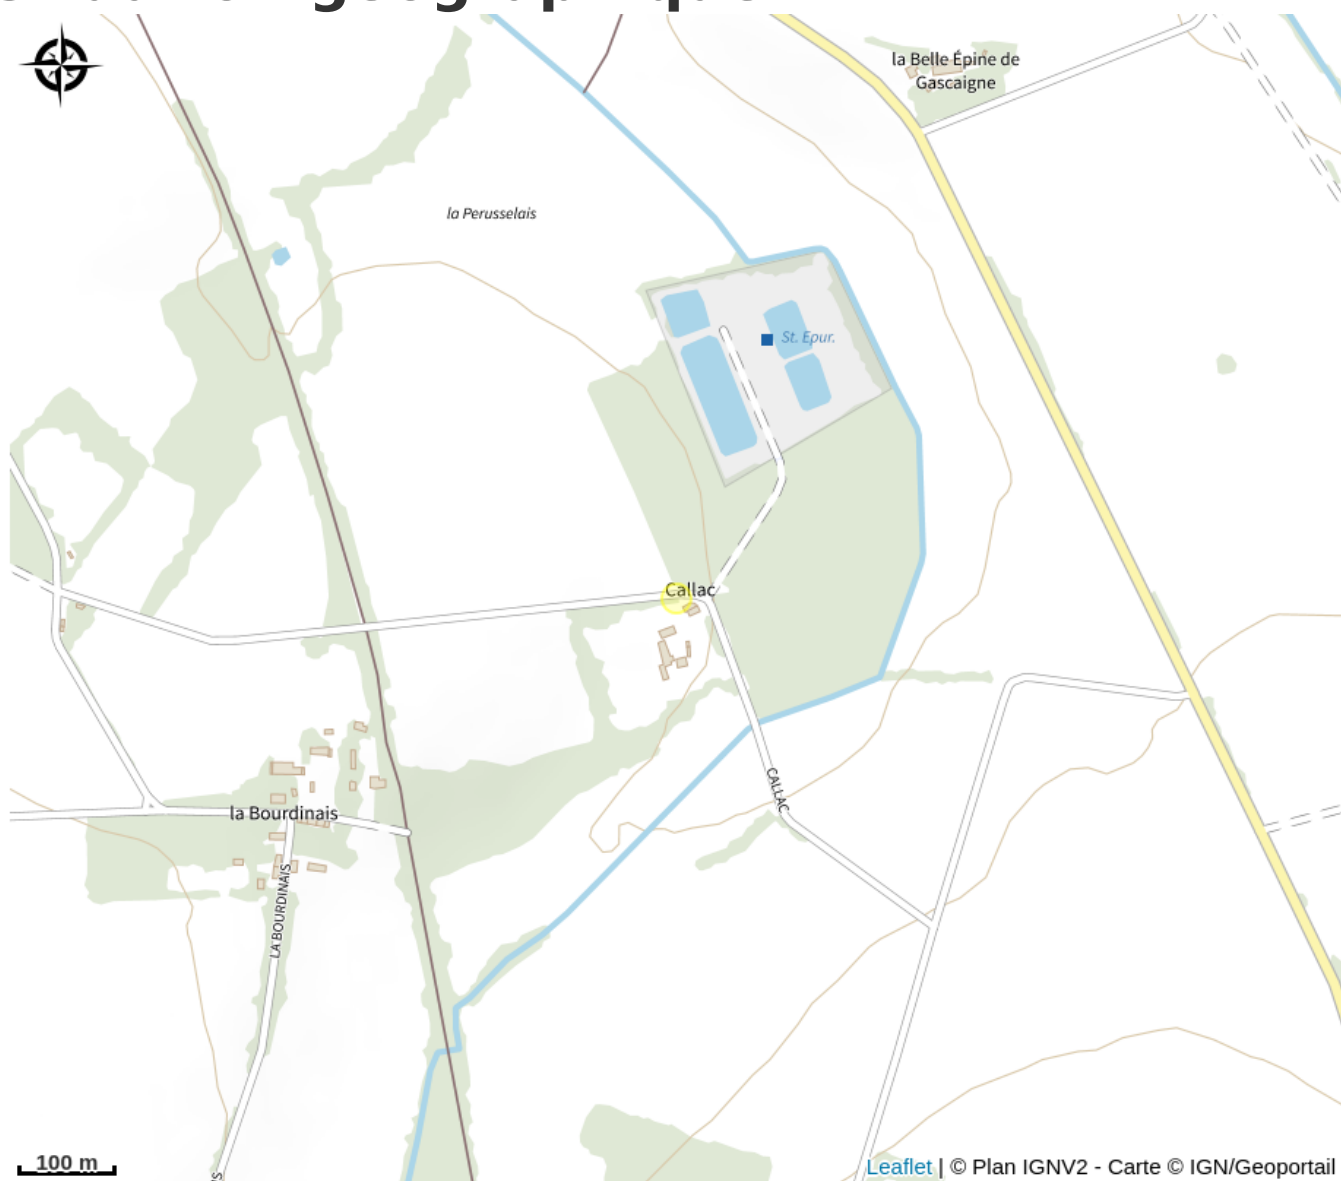 la Belle Épine de
Gascaigne
la Perusselais
St. Epur.
Callac
CALLAC
la Bourdinais
LA BOURDINAIS
100 m
Leaflet | © Plan IGNV2 - Carte © IGN/Geoportail